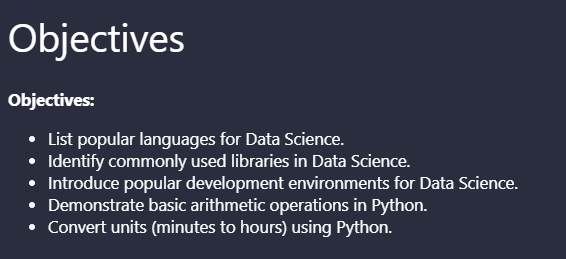 Objectives
Objectives:
• List popular languages for Data Science.
• Identify commonly used libraries in Data Science.
• Introduce popular development environments for Data Science.
• Demonstrate basic arithmetic operations in Python.
• Convert units (minutes to hours) using Python.